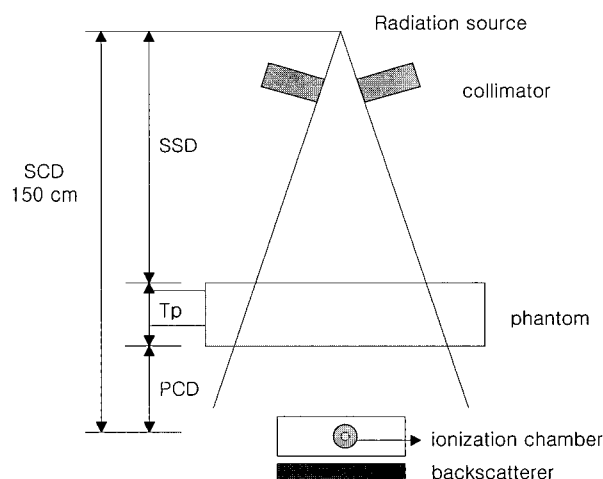 Radiation source
collimator
SSD
SCD
150 cm
Tp
phantom
PCD
ionization chamber
backscatterer